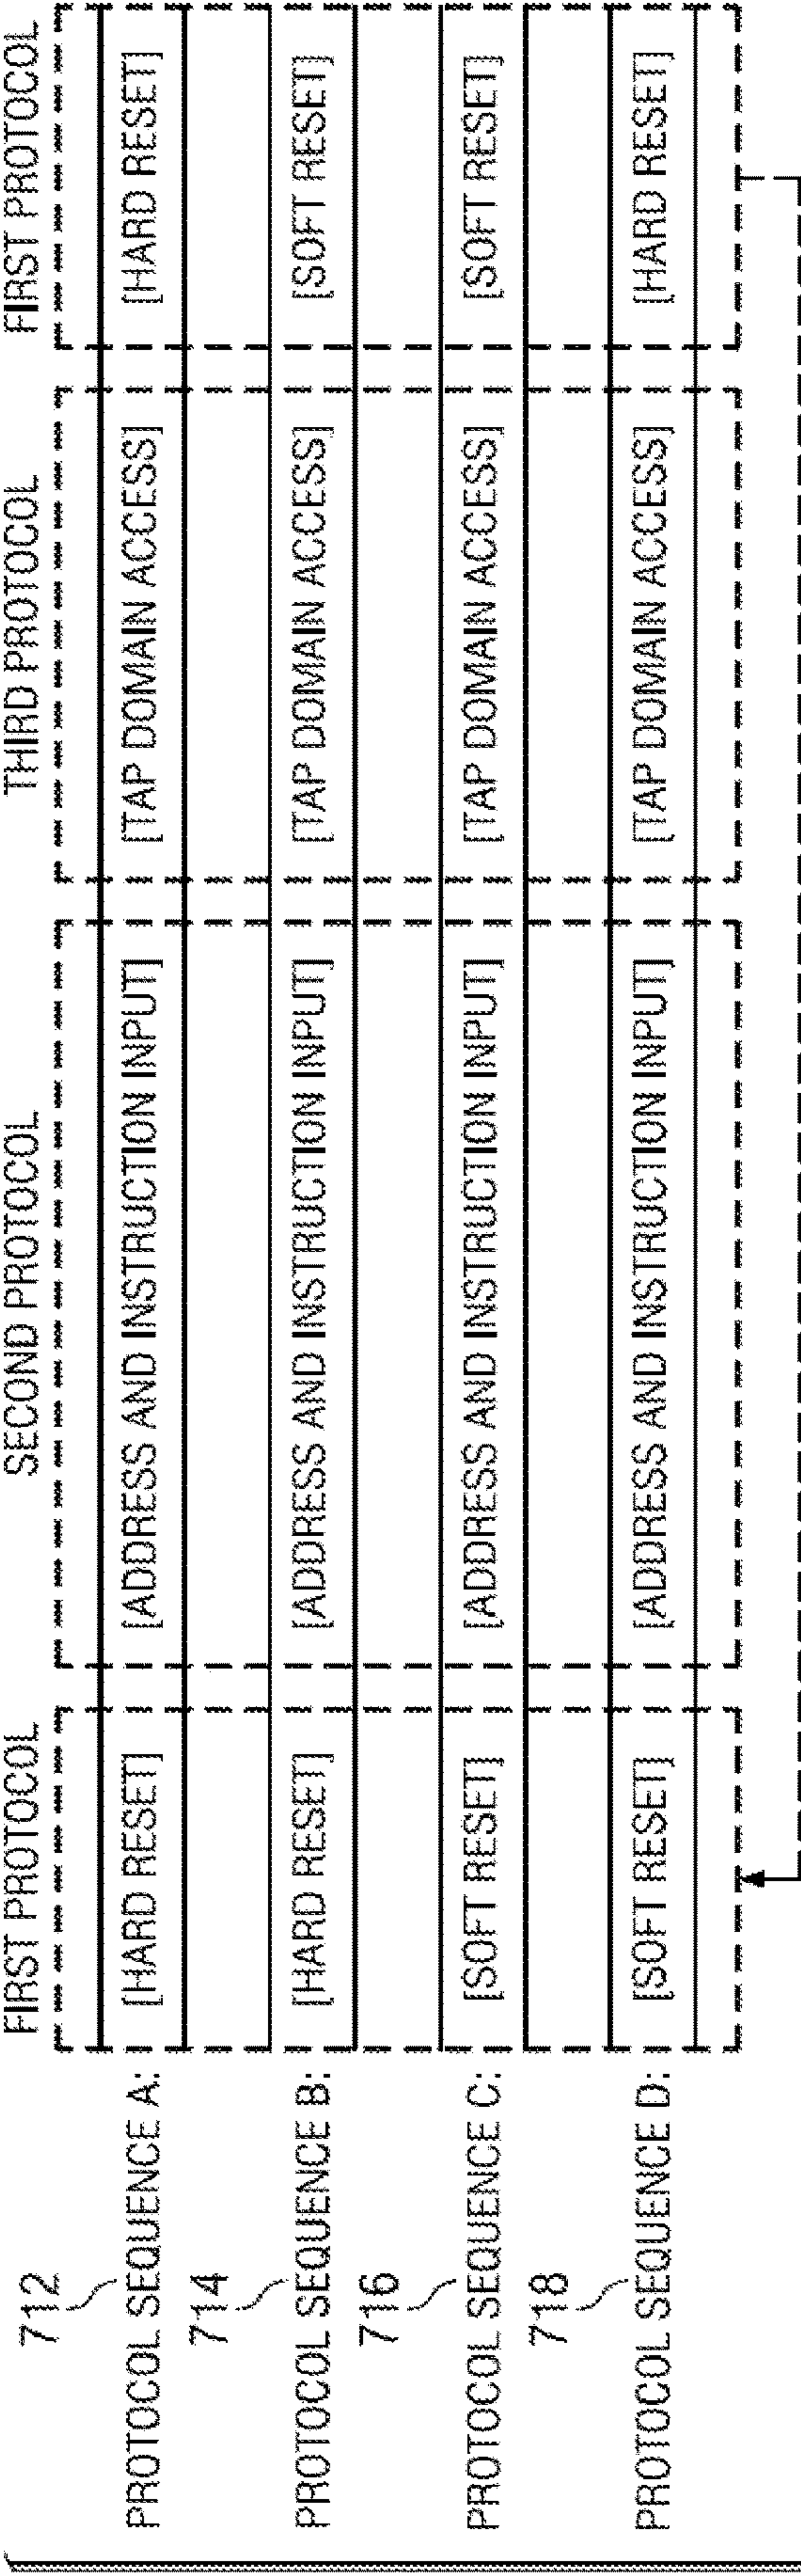 FIRST PROTOCOL SECOND PROTOCOL THIRD PROTOCOL FIRST PROTOCOL
712
PROTOCOL SEQUENCE A: [HARD RESET] [ADDRESS AND INSTRUCTION INPUT] [TAP DOMAIN ACCESS] [HARD RESET]
714
PROTOCOL SEQUENCE B: [HARD RESET] [ADDRESS AND INSTRUCTION INPUT] [TAP DOMAIN ACCESS] [SOFT RESET]
716
PROTOCOL SEQUENCE C: [SOFT RESET] [ADDRESS AND INSTRUCTION INPUT] [TAP DOMAIN ACCESS] [SOFT RESET]
718
PROTOCOL SEQUENCE D: [SOFT RESET] [ADDRESS AND INSTRUCTION INPUT] [TAP DOMAIN ACCESS] [HARD RESET]